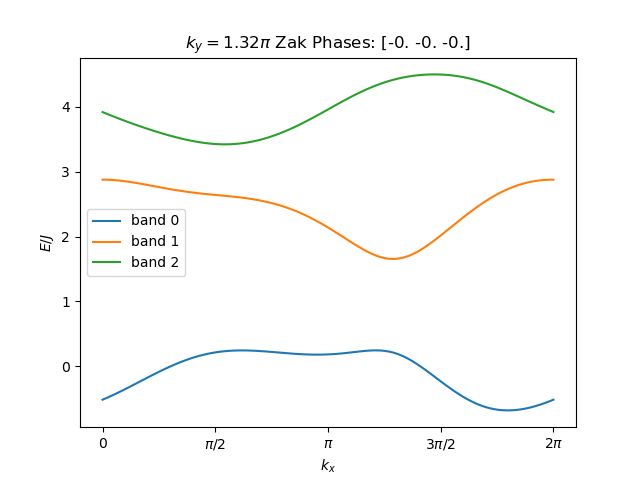 k_y = 1.32π Zak Phases: [-0. -0. -0.]
E/J
4
3
2
1
0
band 0
band 1
band 2
0
π/2
π
3π/2
2π
k_x